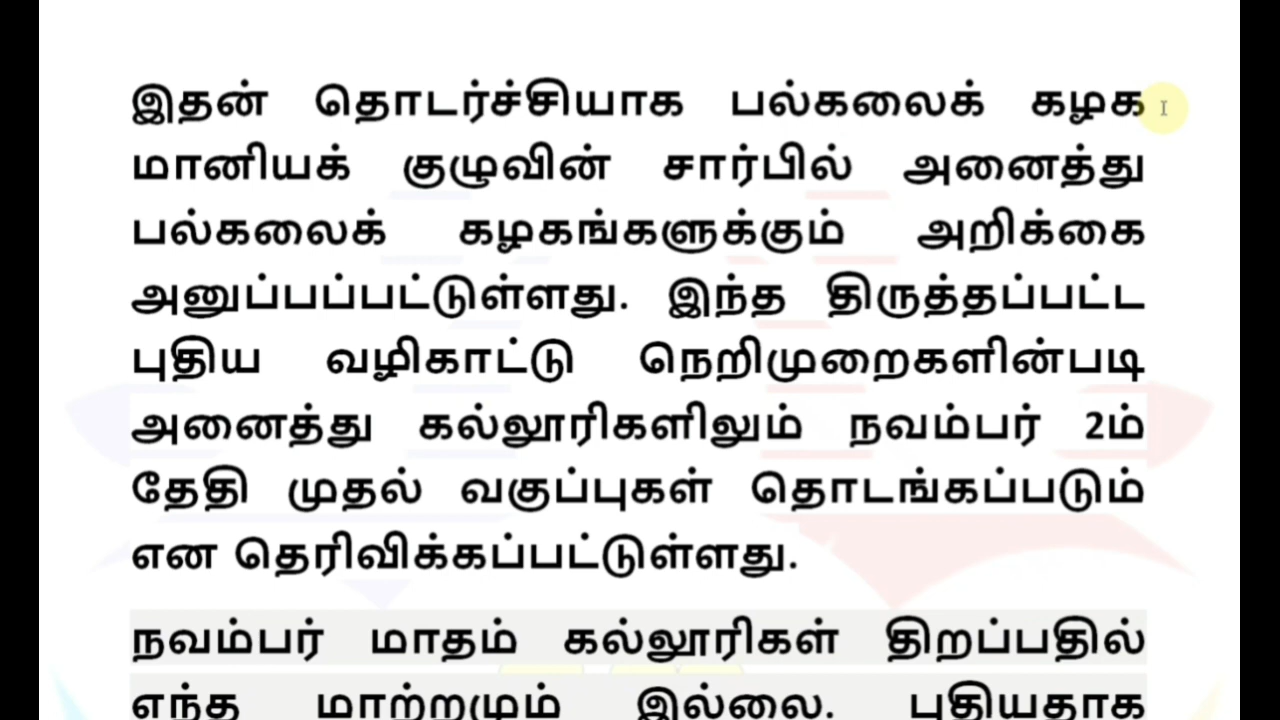 இதன் தொடர்ச்சியாக பல்கலைக் கழக
மானியக் குழுவின் சார்பில் அனைத்து
பல்கலைக் கழகங்களுக்கும் அறிக்கை
அனுப்பப்பட்டுள்ளது. இந்த திருத்தப்பட்ட
புதிய வழிகாட்டு நெறிமுறைகளின்படி
அனைத்து கல்லூரிகளிலும் நவம்பர் 2ம்
தேதி முதல் வகுப்புகள் தொடங்கப்படும்
என தெரிவிக்கப்பட்டுள்ளது.
நவம்பர் மாதம் கல்லூரிகள் திறப்பதில்
எந்த மாற்றமும் இல்லை. புதியதாக